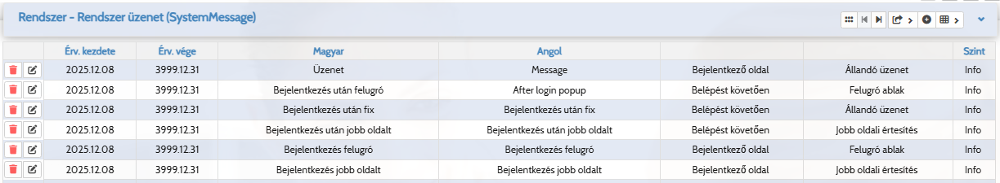 Rendszer - Rendszer üzenet (SystemMessage)
Érv. kezdete Érv. vége Magyar Angol Szint
2025.12.08 3999.12.31 Üzenet Message Bejelentkező oldal Állandó üzenet Info
2025.12.08 3999.12.31 Bejelentkezés után felugró After login popup Belépést követően Felugró ablak Info
2025.12.08 3999.12.31 Bejelentkezés után fix Bejelentkezés után fix Belépést követően Állandó üzenet Info
2025.12.08 3999.12.31 Bejelentkezés után jobb oldalt Bejelentkezés után jobb oldalt Belépést követően Jobb oldali értesítés Info
2025.12.08 3999.12.31 Bejelentkezés felugró Bejelentkezés felugró Bejelentkező oldal Felugró ablak Info
2025.12.08 3999.12.31 Bejelentkezés jobb oldalt Bejelentkezés jobb oldalt Bejelentkező oldal Jobb oldali értesítés Info